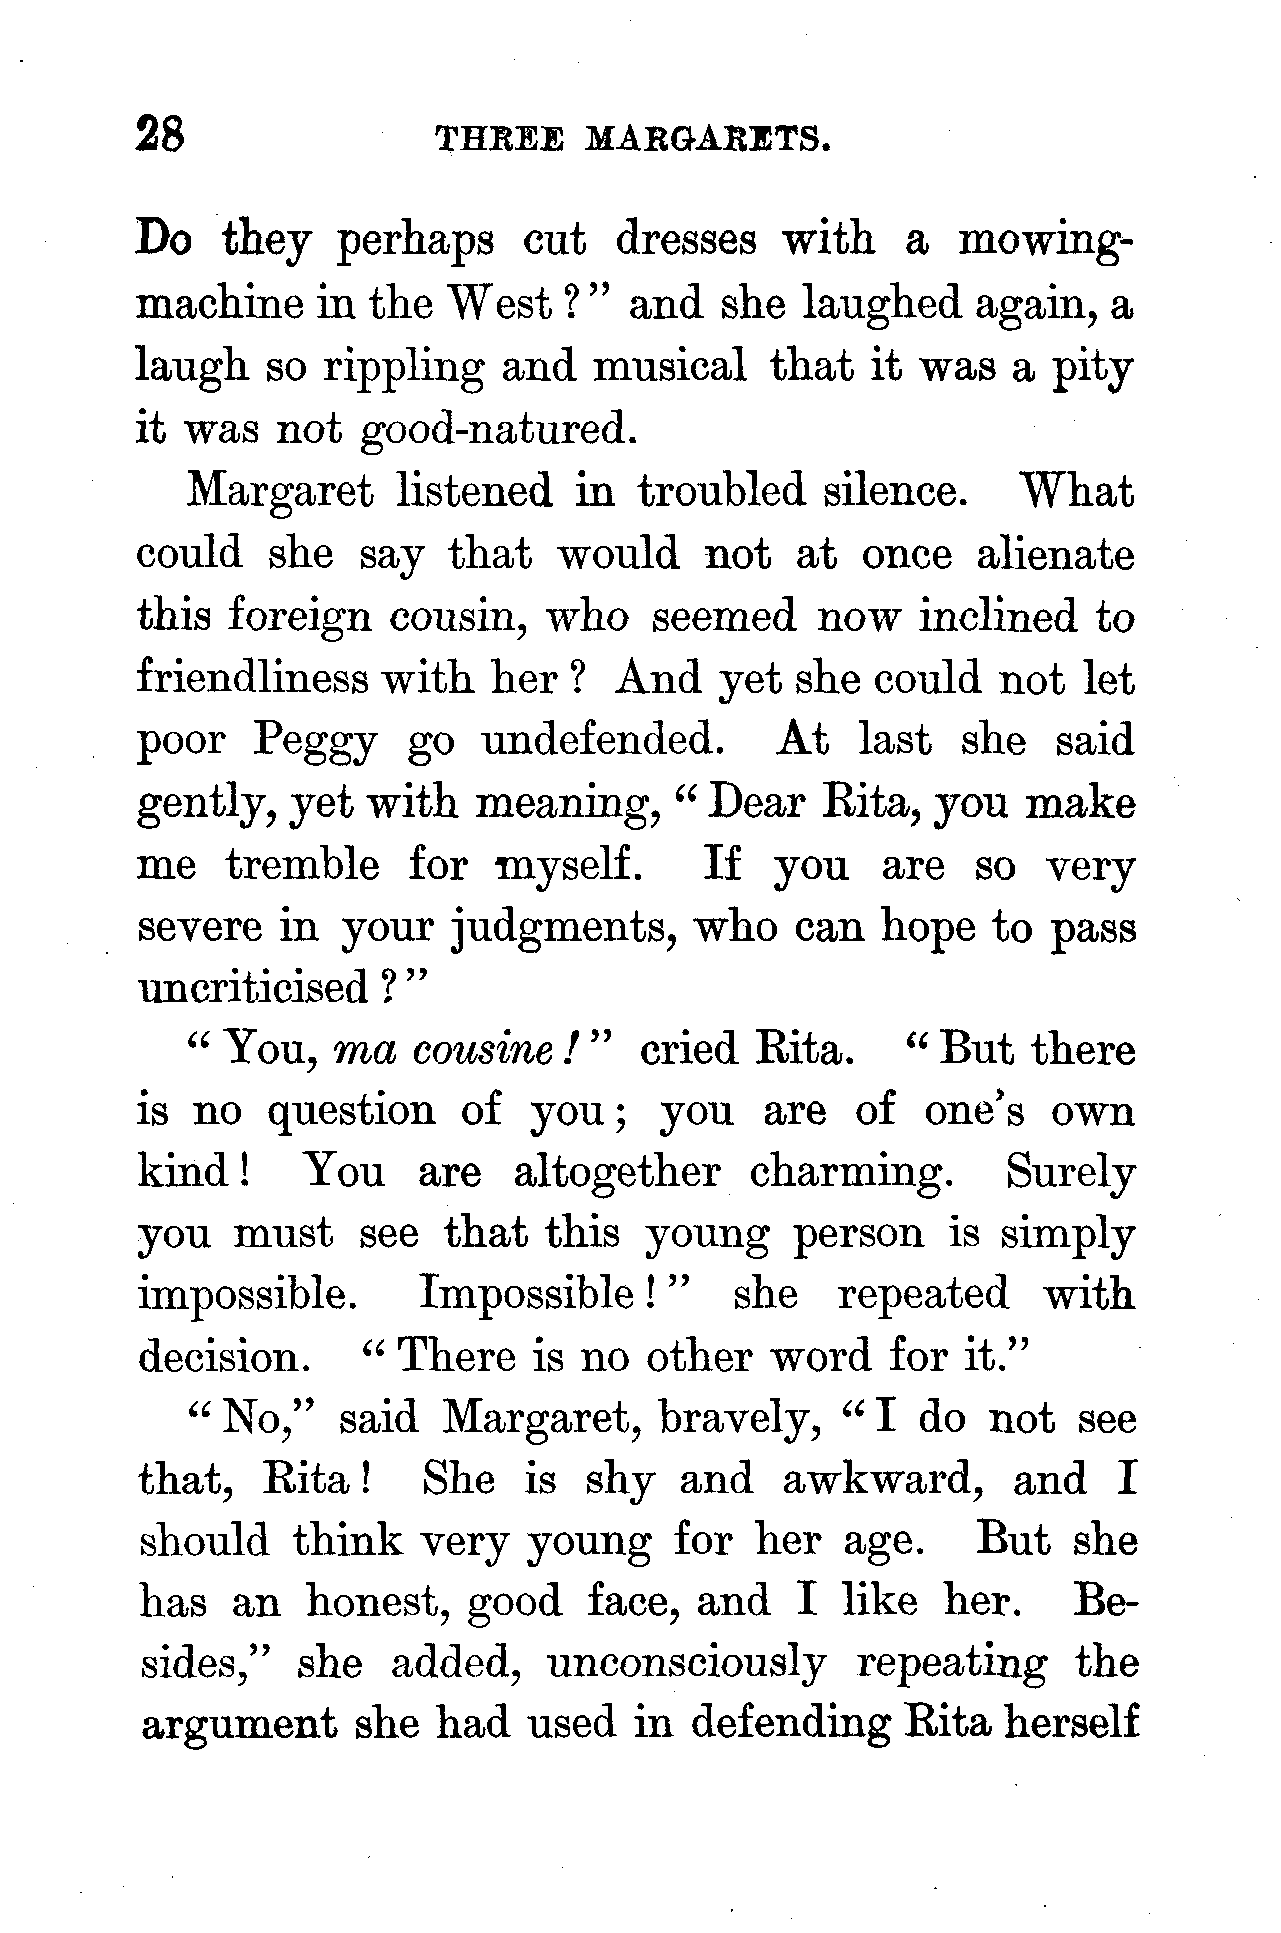 28 THREE MARGARETS.
Do they perhaps cut dresses with a mowing-
machine in the West ? ” and she laughed again, a
laugh so rippling and musical that it was a pity
it was not good-natured.
Margaret listened in troubled silence. What
could she say that would not at once alienate
this foreign cousin, who seemed now inclined to
friendliness with her ? And yet she could not let
poor Peggy go undefended. At last she said
gently, yet with meaning, “ Dear Rita, you make
me tremble for myself. If you are so very
severe in your judgments, who can hope to pass
uncriticised ? ”
“ You, ma cousine ! ” cried Rita. “ But there
is no question of you ; you are of one’s own
kind ! You are altogether charming. Surely
you must see that this young person is simply
impossible. Impossible ! ” she repeated with
decision. “ There is no other word for it.”
“ No,” said Margaret, bravely, “ I do not see
that, Rita ! She is shy and awkward, and I
should think very young for her age. But she
has an honest, good face, and I like her. Be-
sides,” she added, unconsciously repeating the
argument she had used in defending Rita herself